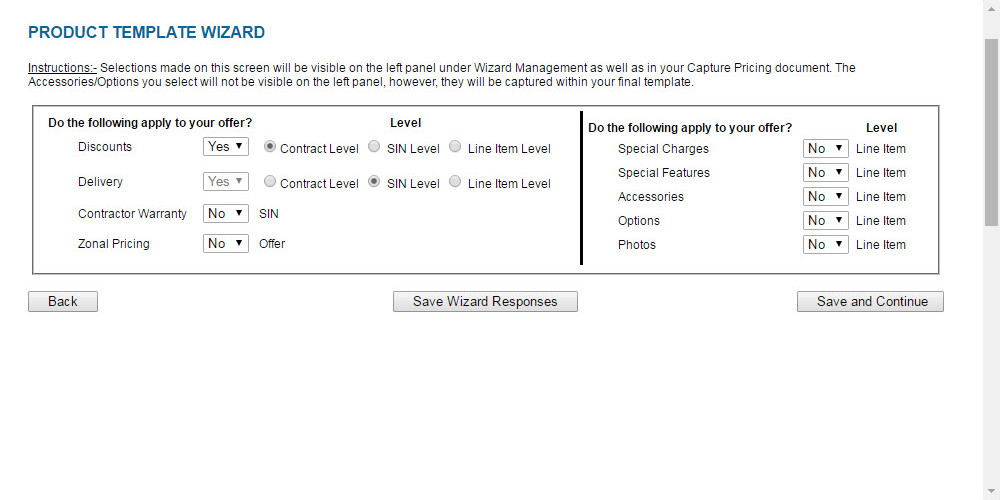 PRODUCT TEMPLATE WIZARD
Instructions:- Selections made on this screen will be visible on the left panel under Wizard Management as well as in your Capture Pricing document. The
Accessories/Options you select will not be visible on the left panel, however, they will be captured within your final template.
Do the following apply to your offer? Level
Discounts Yes Contract Level SIN Level Line Item Level
Delivery Yes Contract Level SIN Level Line Item Level
Contractor Warranty No SIN
Zonal Pricing No Offer
Do the following apply to your offer? Level
Special Charges No Line Item
Special Features No Line Item
Accessories No Line Item
Options No Line Item
Photos No Line Item
Back Save Wizard Responses Save and Continue